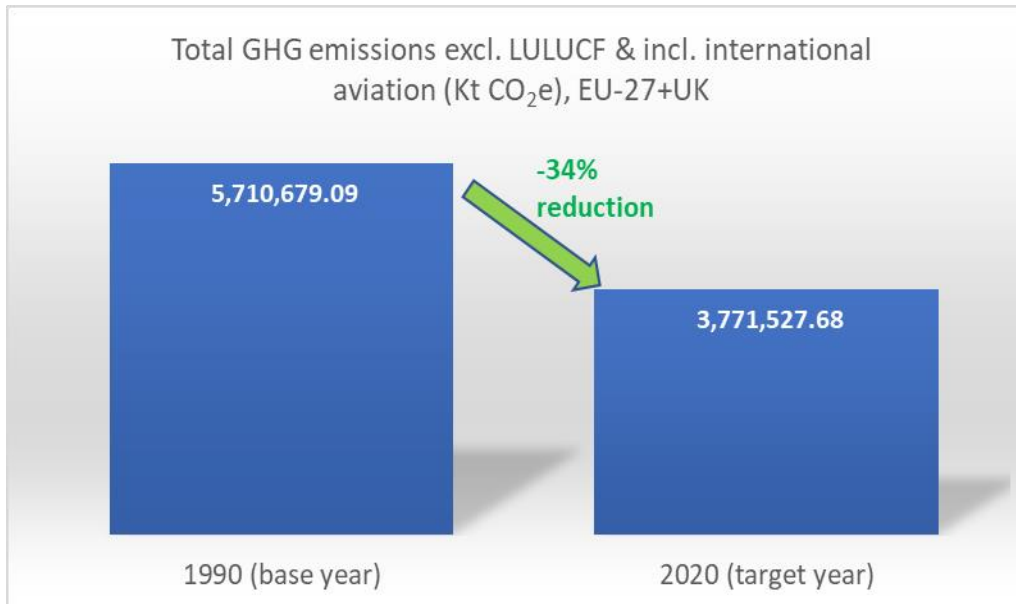 Total GHG emissions excl. LULUCF & incl. international
aviation (Kt CO₂e), EU-27+UK
-34%
reduction
5,710,679.09
3,771,527.68
1990 (base year)
2020 (target year)